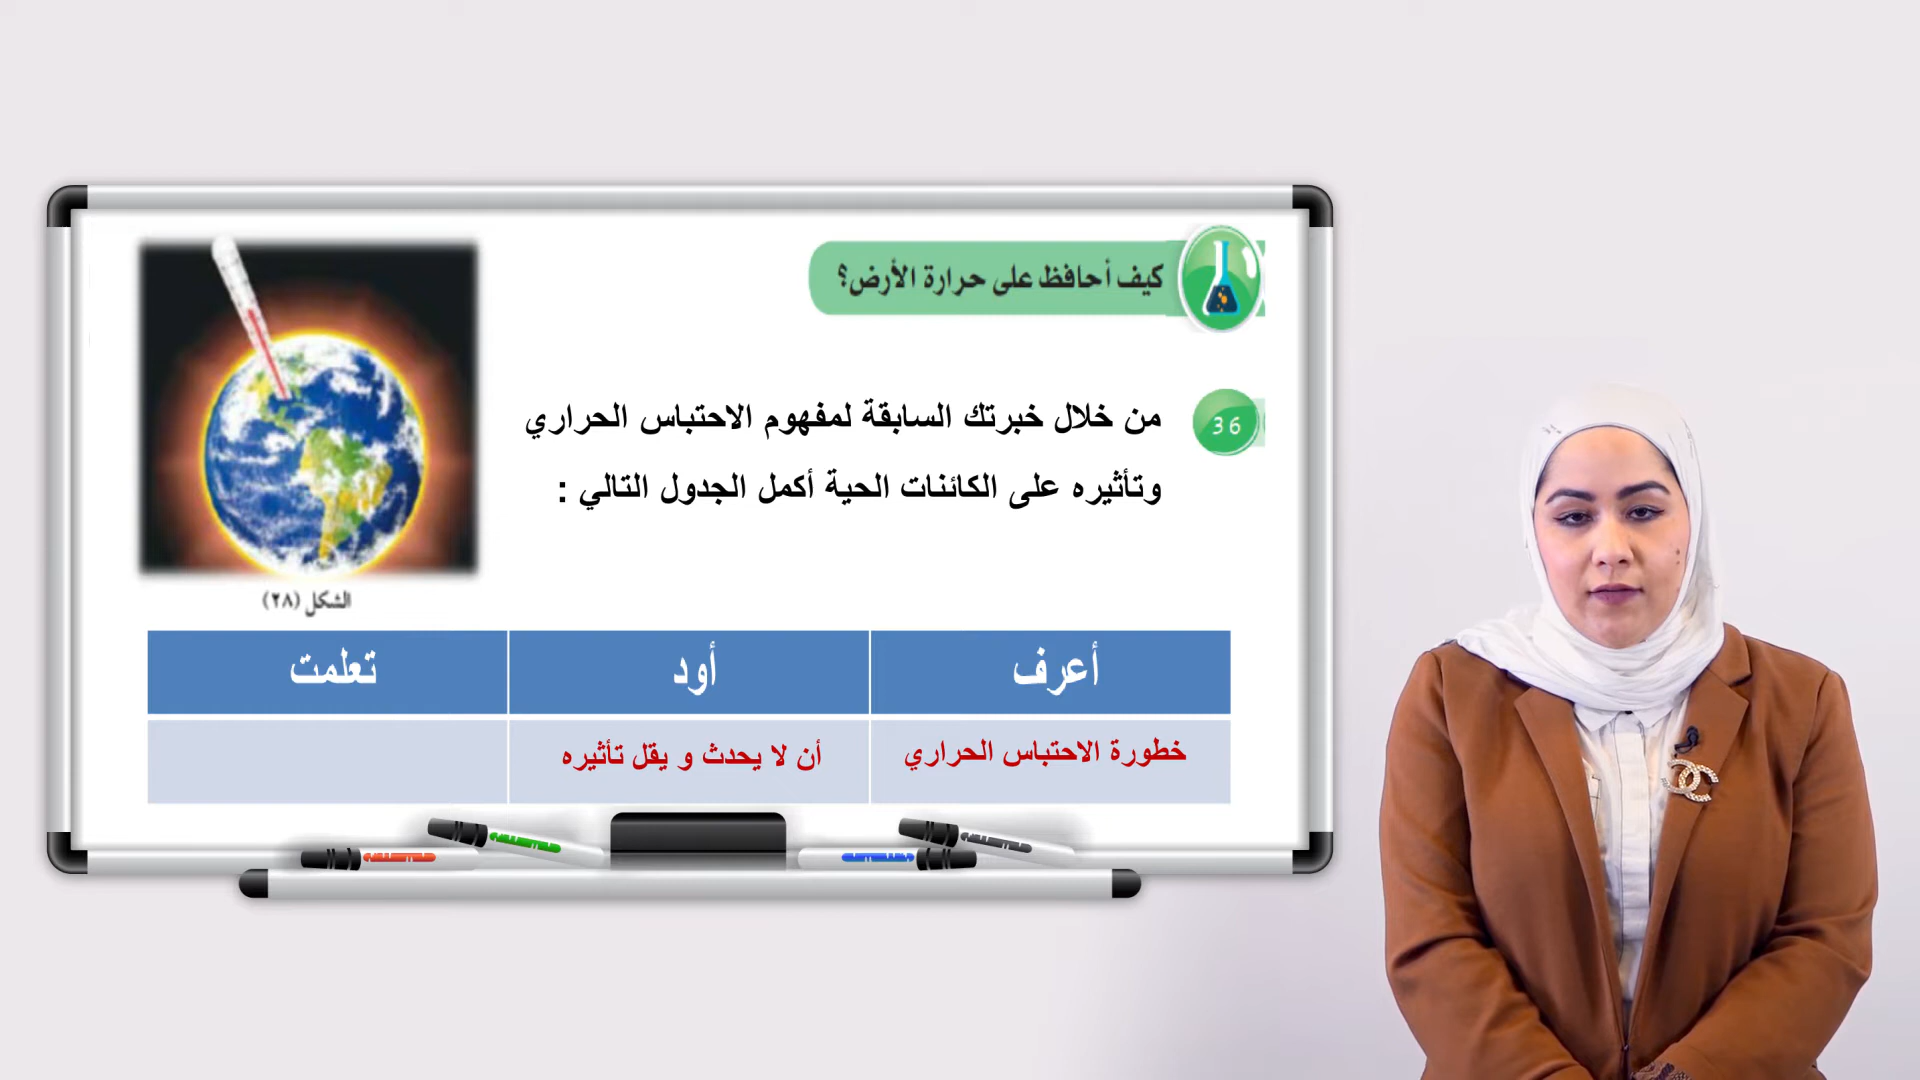 كيف أحافظ على حرارة الأرض؟
36
من خلال خبرتك السابقة لمفهوم الاحتباس الحراري
وتأثيره على الكائنات الحية أكمل الجدول التالي :
الشكل (٢٨)
أعرف
أود
تعلمت
خطورة الاحتباس الحراري
أن لا يحدث و يقل تأثيره